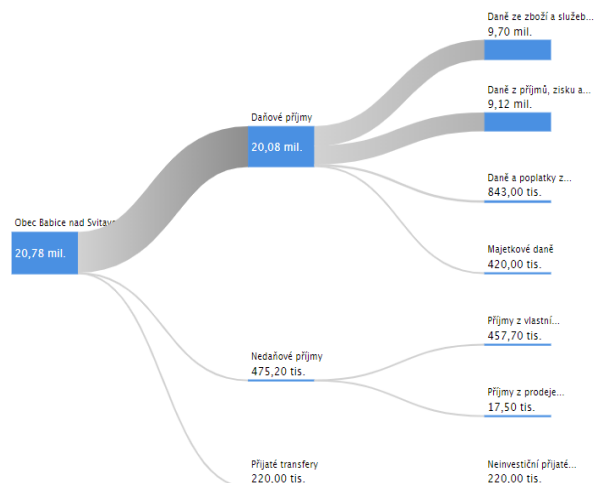 Daně ze zboží a služeb...
9,70 mil.
Daně z příjmů, zisku a...
9,12 mil.
Daňové příjmy
20,08 mil.
Daně a poplatky z...
843,00 tis.
Obec Babice nad Svitavo
20,78 mil.
Majetkové daně
420,00 tis.
Příjmy z vlastní...
457,70 tis.
Nedaňové příjmy
475,20 tis.
Příjmy z prodeje...
17,50 tis.
Přijaté transfery
220,00 tis.
Neinvestiční přijaté...
220,00 tis.